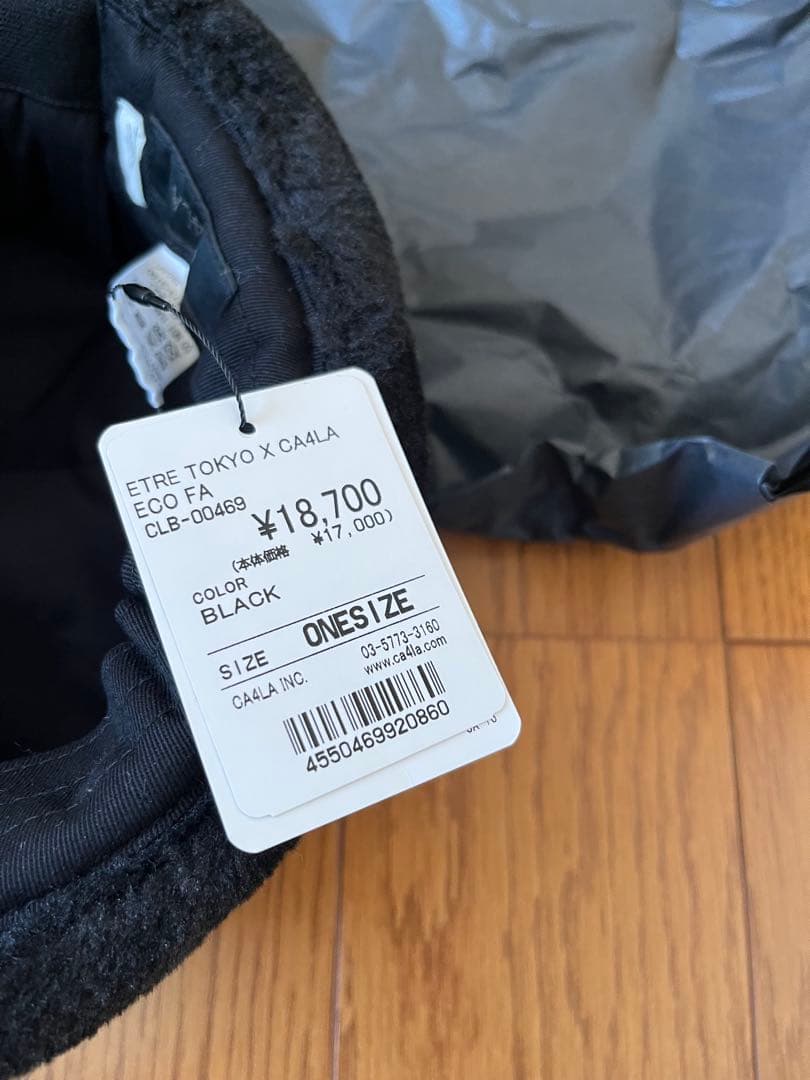 ETRE TOKYO X CA4LA
ECO FA
CLB-00469
¥18,700
(本体価格 ¥17,000)
COLOR
BLACK
SIZE ONESIZE
CA4LA INC. 03-5773-3160
www.ca4la.com
4550469920860